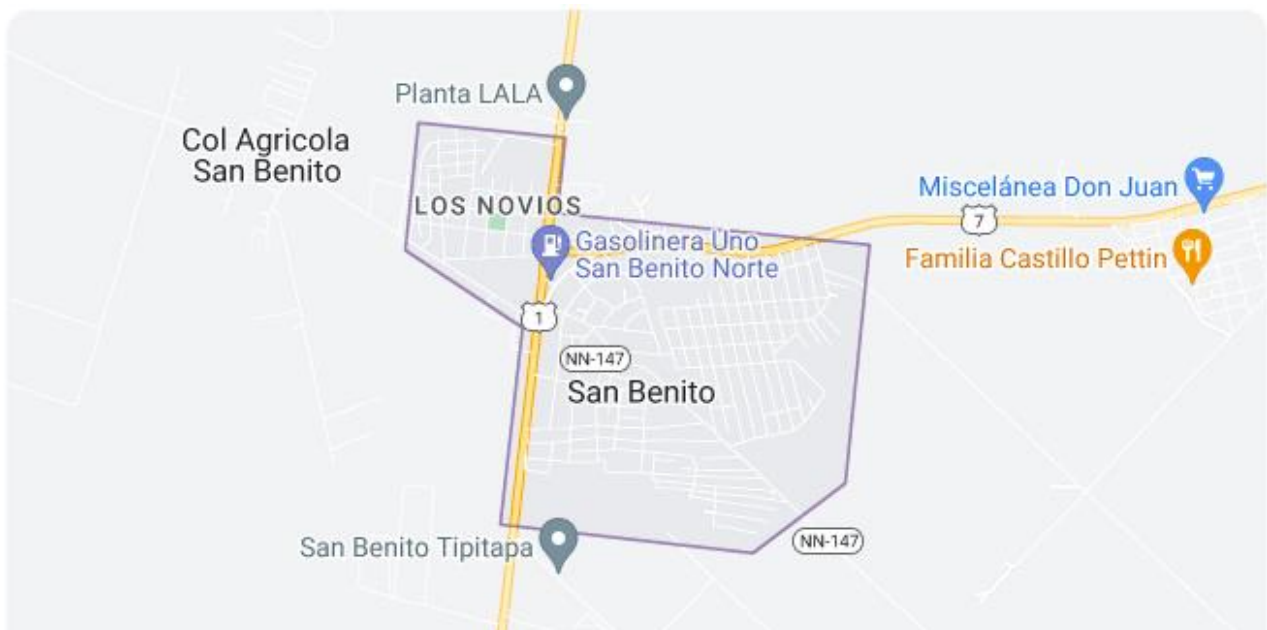 Planta LALA
Col Agricola
San Benito
LOS NOVIOS
Miscelánea Don Juan
7
Gasolinera Uno
San Benito Norte
Familia Castillo Pettin
1
NN-147
San Benito
San Benito Tipitapa
NN-147